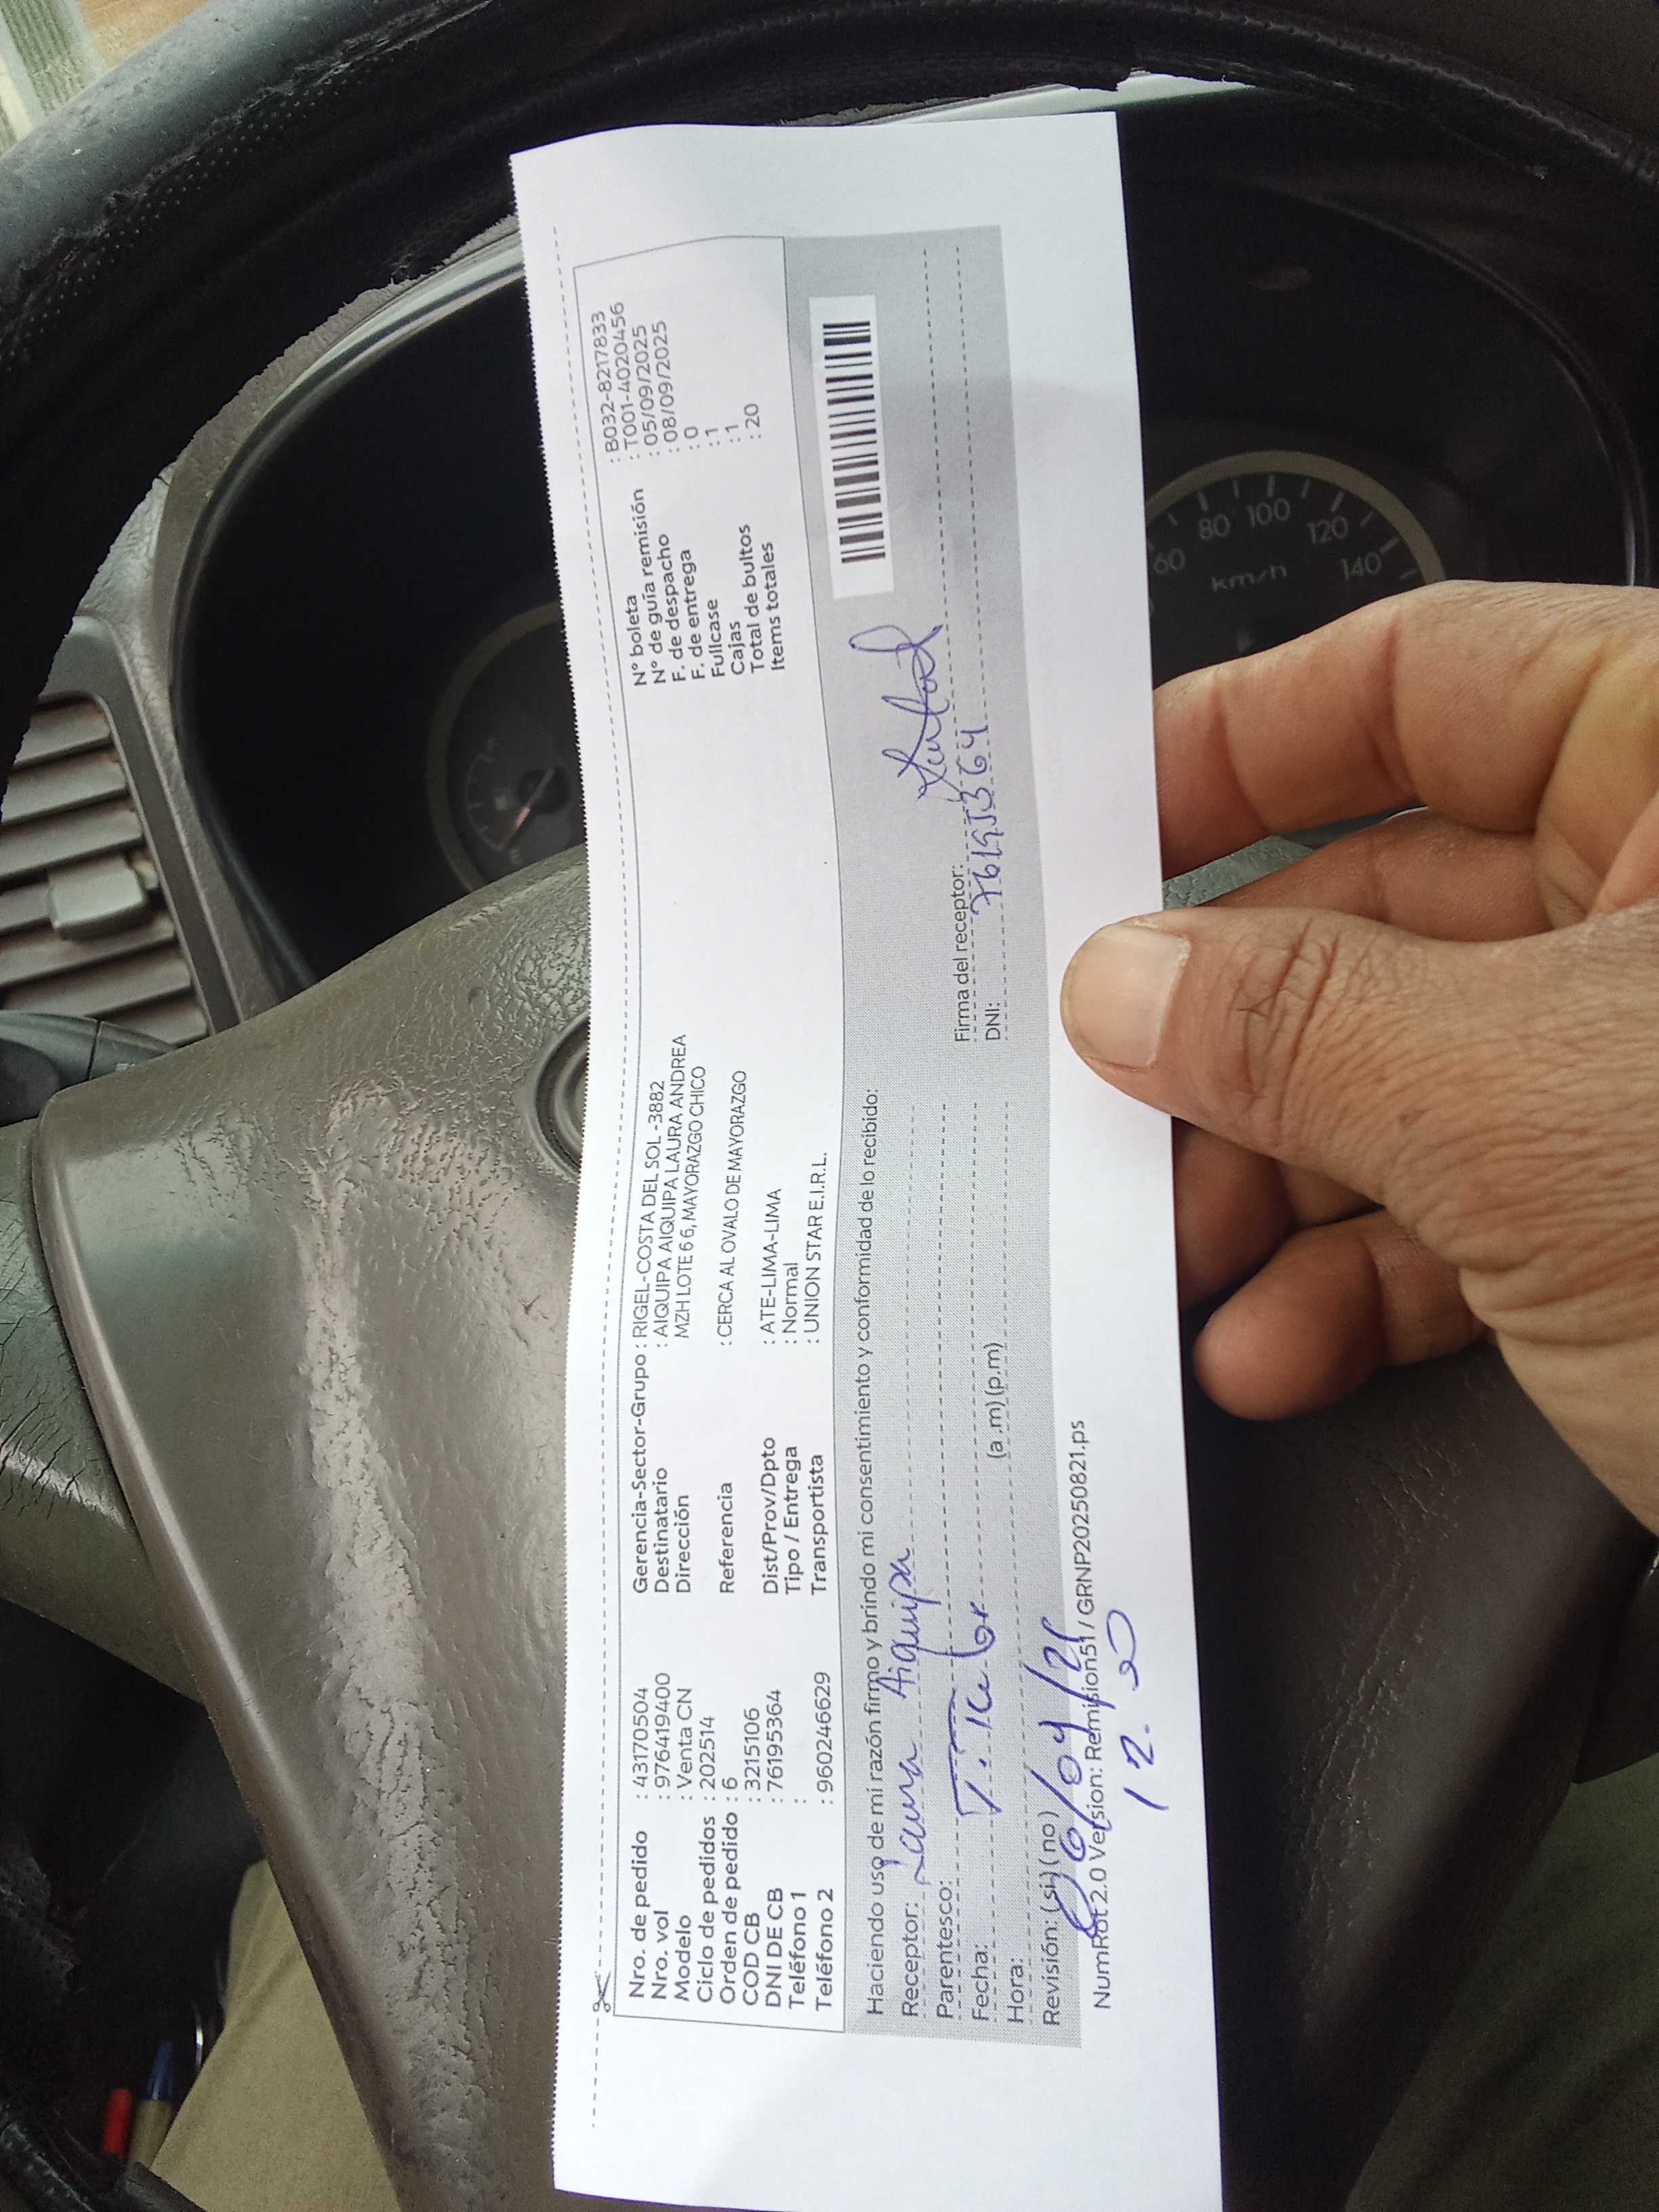 Nro. de pedido : 43170504
Nro. vol : 976419400
Modelo : Venta CN
Ciclo de pedidos : 202514
Orden de pedido : 6
COD CB : 3215106
DNI DE CB : 76195364
Teléfono 1 :
Teléfono 2 : 960246629
Gerencia-Sector-Grupo : RIGEL-COSTA DEL SOL -3882
Destinatario : AIQUIPA AIQUIPA LAURA ANDREA
Dirección MZH LOTE 6 6, MAYORAZGO CHICO
Referencia : CERCA AL OVALO DE MAYORAZGO
Dist/Prov/Dpto : ATE-LIMA-LIMA
Tipo / Entrega : Normal
Transportista : UNION STAR E.I.R.L.
N° boleta : B032-8217833
N° de guía remisión : T001-4020456
F. de despacho : 05/09/2025
F. de entrega : 08/09/2025
Fullcase : 0
Cajas : 1
Total de bultos : 1
Items totales : 20
Haciendo uso de mi razón firmo y brindo mi consentimiento y conformidad de lo recibido:
Receptor: Laura Aiquipa
Parentesco:
Fecha:
Hora: (a.m) (p.m)
Revisión: (si) (no)
Firma del receptor:
DNI: 76195364
NumRot 2.0 Version: Remision51 / GRNP20250821.ps
60 80 100 120 140
km/h